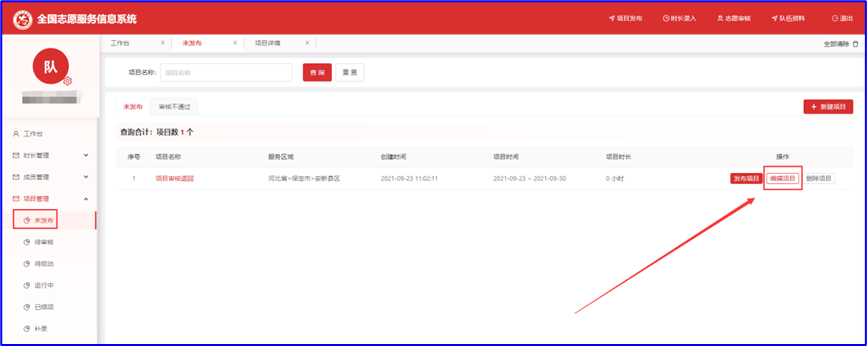 全国志愿服务信息系统
项目发布 时长录入 志愿审核 队伍资料 退出
工作台 × 未发布 × 项目详情 × 全部清除
队
项目名称: 项目名称 查 询 重 置
未发布 审核不通过 + 新建项目
查询合计: 项目数 1 个
序号 项目名称 服务区域 创建时间 项目时间 项目时长 操作
1 项目审核退回 河北省>保定市>安新县区 2021-09-23 11:02:11 2021-09-23 ~ 2021-09-30 0 小时 发布项目 编辑项目 删除项目
工作台
时长管理
成员管理
项目管理
未发布
待审核
待启动
运行中
已结项
补录